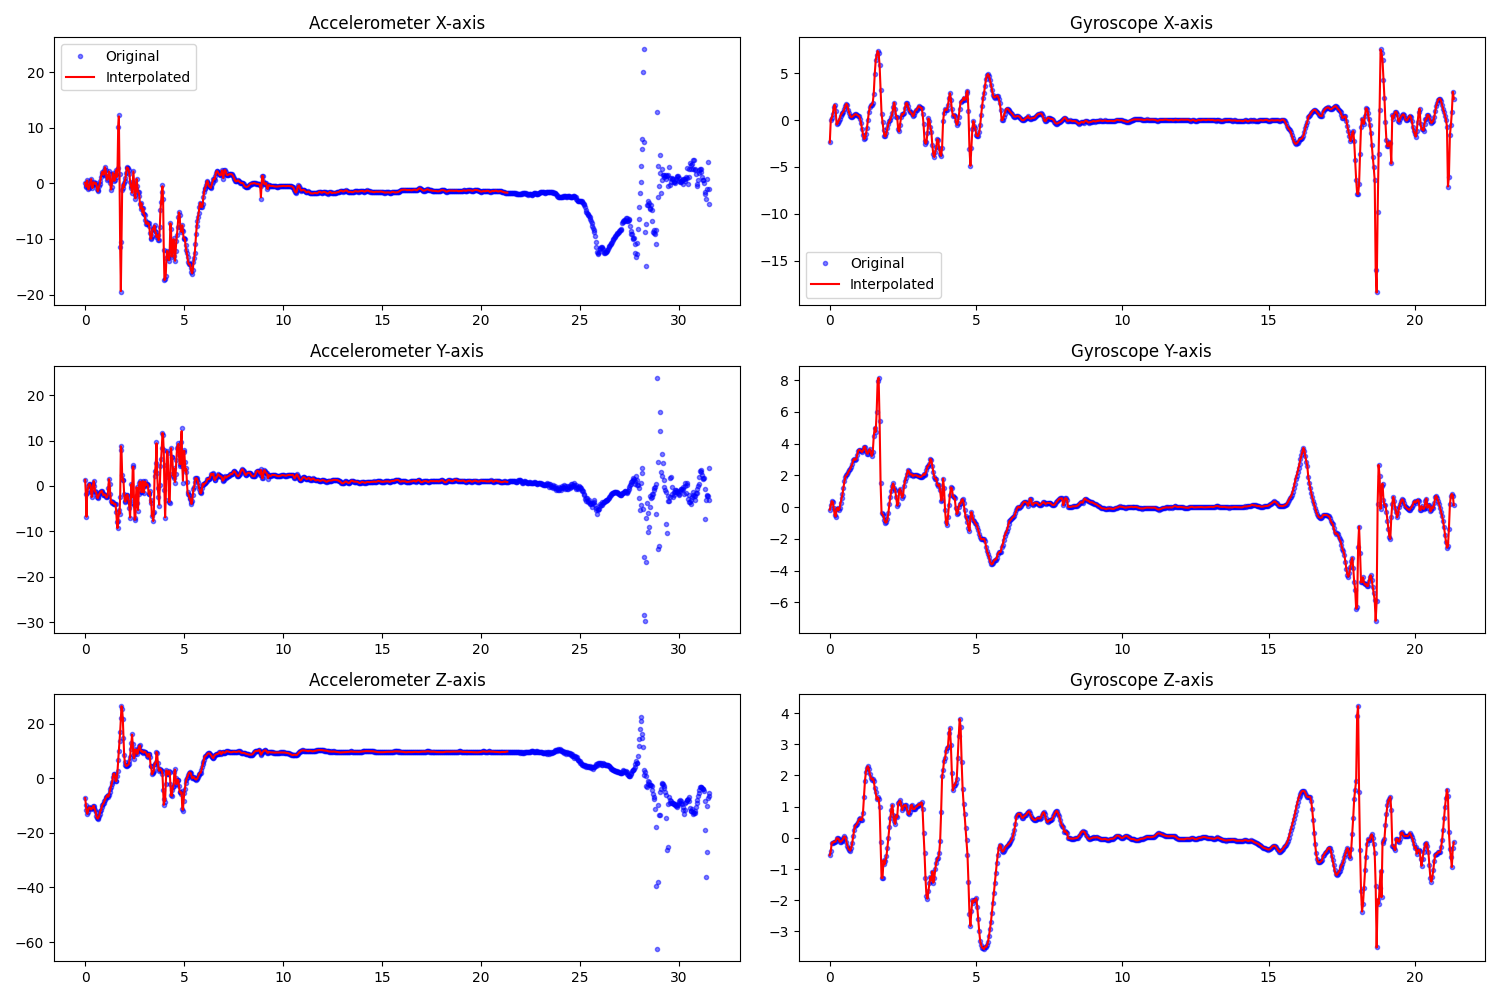 Accelerometer X-axis
Original
Interpolated
20
10
0
−10
−20
0 5 10 15 20 25 30
Gyroscope X-axis
5
0
−5
−10
−15
Original
Interpolated
0 5 10 15 20
Accelerometer Y-axis
20
10
0
−10
−20
−30
0 5 10 15 20 25 30
Gyroscope Y-axis
8
6
4
2
0
−2
−4
−6
0 5 10 15 20
Accelerometer Z-axis
20
0
−20
−40
−60
0 5 10 15 20 25 30
Gyroscope Z-axis
4
3
2
1
0
−1
−2
−3
0 5 10 15 20